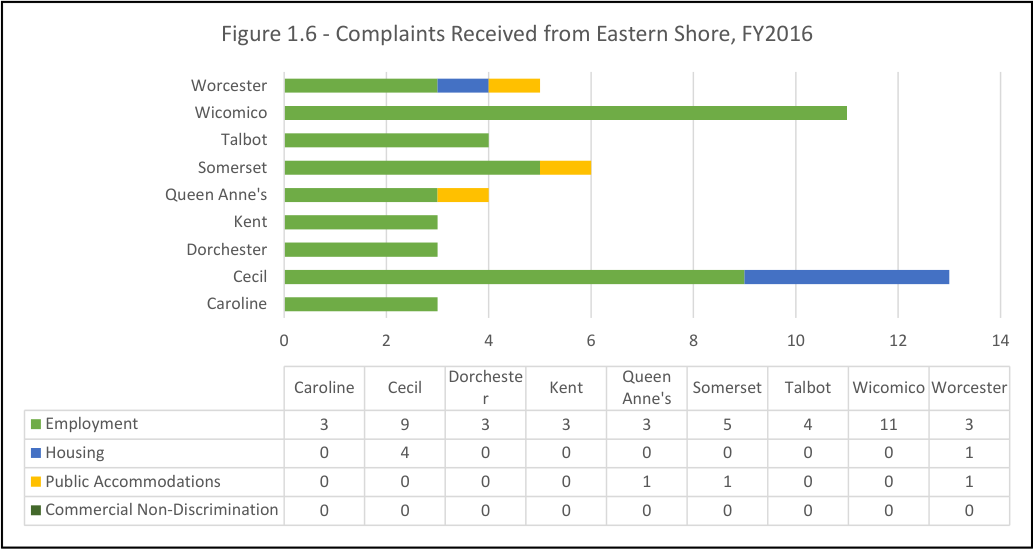 Figure 1.6 - Complaints Received from Eastern Shore, FY2016
Worcester
Wicomico
Talbot
Somerset
Queen Anne's
Kent
Dorchester
Cecil
Caroline
0 2 4 6 8 10 12 14
Caroline Cecil Dorcheste
r Kent Queen
Anne's Somerset Talbot Wicomico Worcester
Employment 3 9 3 3 3 5 4 11 3
Housing 0 4 0 0 0 0 0 0 1
Public Accommodations 0 0 0 0 1 1 0 0 1
Commercial Non-Discrimination 0 0 0 0 0 0 0 0 0